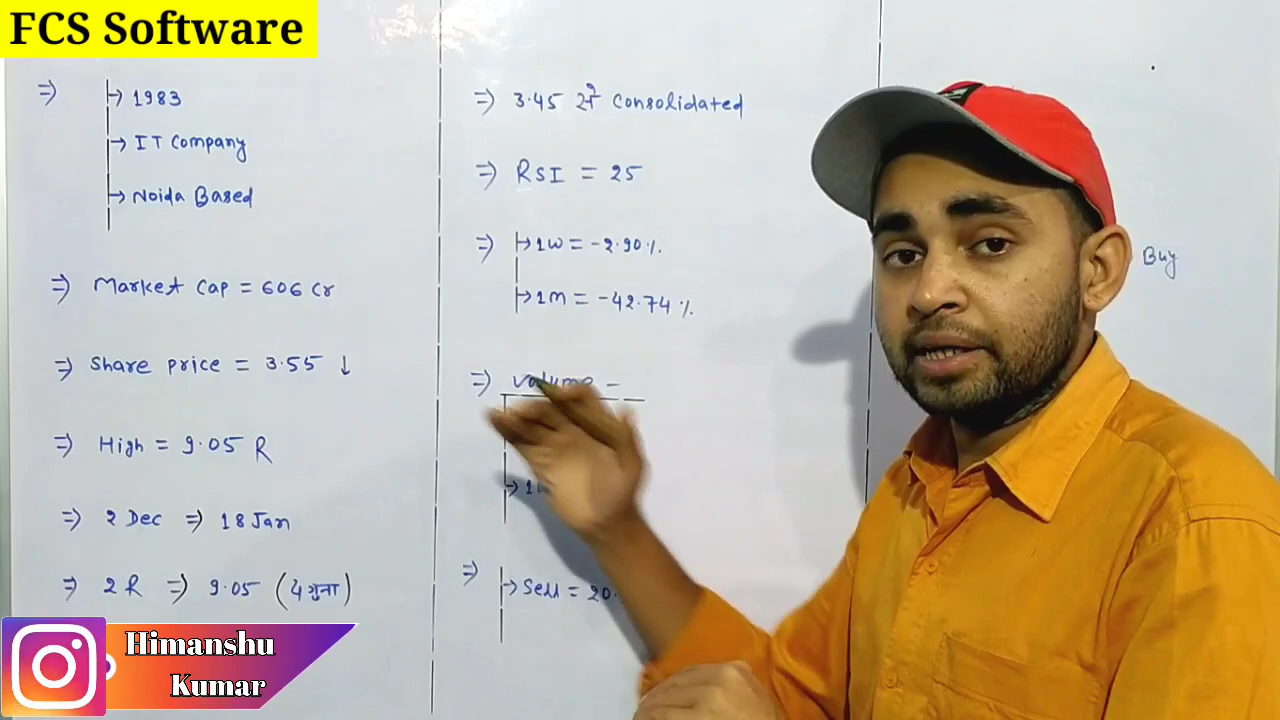 FCS Software
⇒ 1983
→ IT Company
→ Noida Based
⇒ Market Cap = 606 Cr
⇒ Share price = 3.55 ↓
⇒ High = 9.05 R
⇒ 2 Dec ⇒ 18 Jan
⇒ 2 R ⇒ 9.05 (4 गुना)
⇒ 3.45 से Consolidated
⇒ RSI = 25
⇒ 1W = -2.90%.
1M = -42.74%.
⇒ Volume -
⇒ Sell = 20.
Buy
Himanshu
Kumar